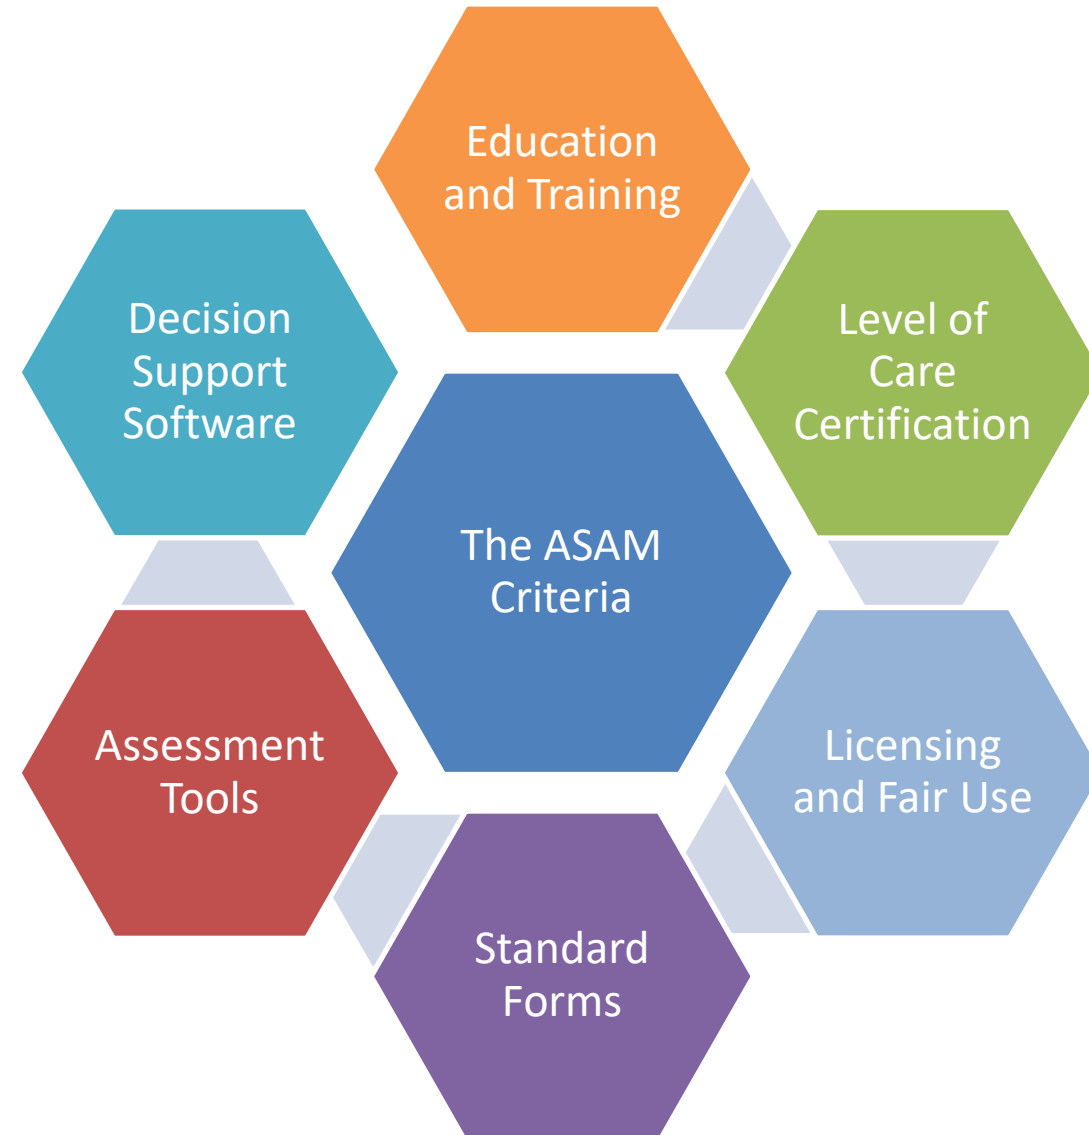 Education
and Training
Decision
Support
Software
Level of
Care
Certification
The ASAM
Criteria
Assessment
Tools
Licensing
and Fair Use
Standard
Forms